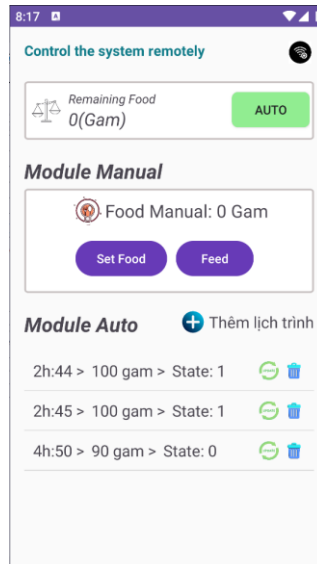 8:17
Control the system remotely
Remaining Food
0(Gam)
AUTO
Module Manual
Food Manual: 0 Gam
Set Food
Feed
Module Auto
Thêm lịch trình
2h:44 > 100 gam > State: 1
2h:45 > 100 gam > State: 1
4h:50 > 90 gam > State: 0